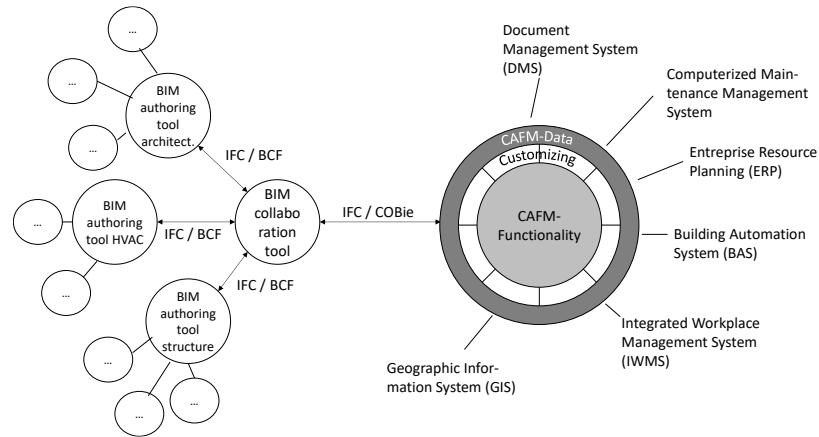 ...
...
...
BIM
authoring
tool
architect.
IFC / BCF
...
...
BIM
authoring
tool HVAC
IFC / BCF
BIM
collabo
ration
tool
IFC / BCF
BIM
authoring
tool
structure
...
...
...
IFC / COBie
CAFM-Data
Customizing
CAFM-
Functionality
Document
Management System
(DMS)
Computerized Main-
tenance Management
System
Entreprise Resource
Planning (ERP)
Building Automation
System (BAS)
Integrated Workplace
Management System
(IWMS)
Geographic Infor-
mation System (GIS)